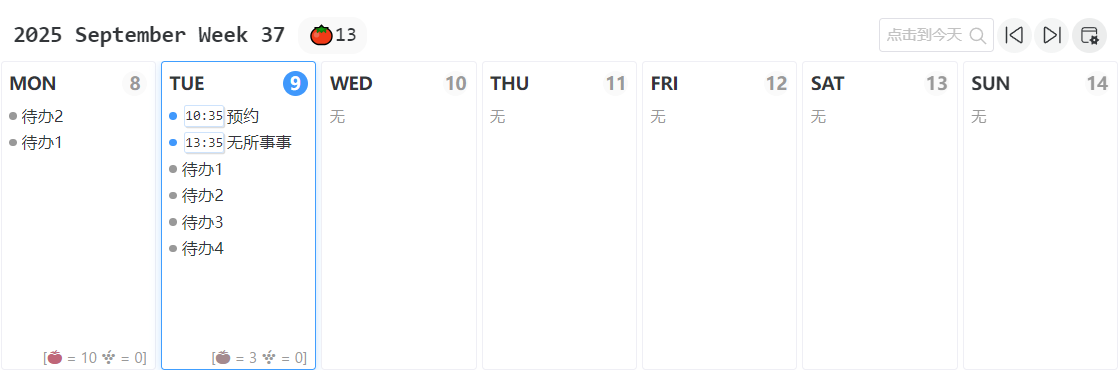 2025 September Week 37 🍅13
点击到今天
MON 8
待办2
待办1
[🍅 = 10 🍇 = 0]
TUE 9
10:35 预约
13:35 无所事事
待办1
待办2
待办3
待办4
[🍅 = 3 🍇 = 0]
WED 10
无
THU 11
无
FRI 12
无
SAT 13
无
SUN 14
无